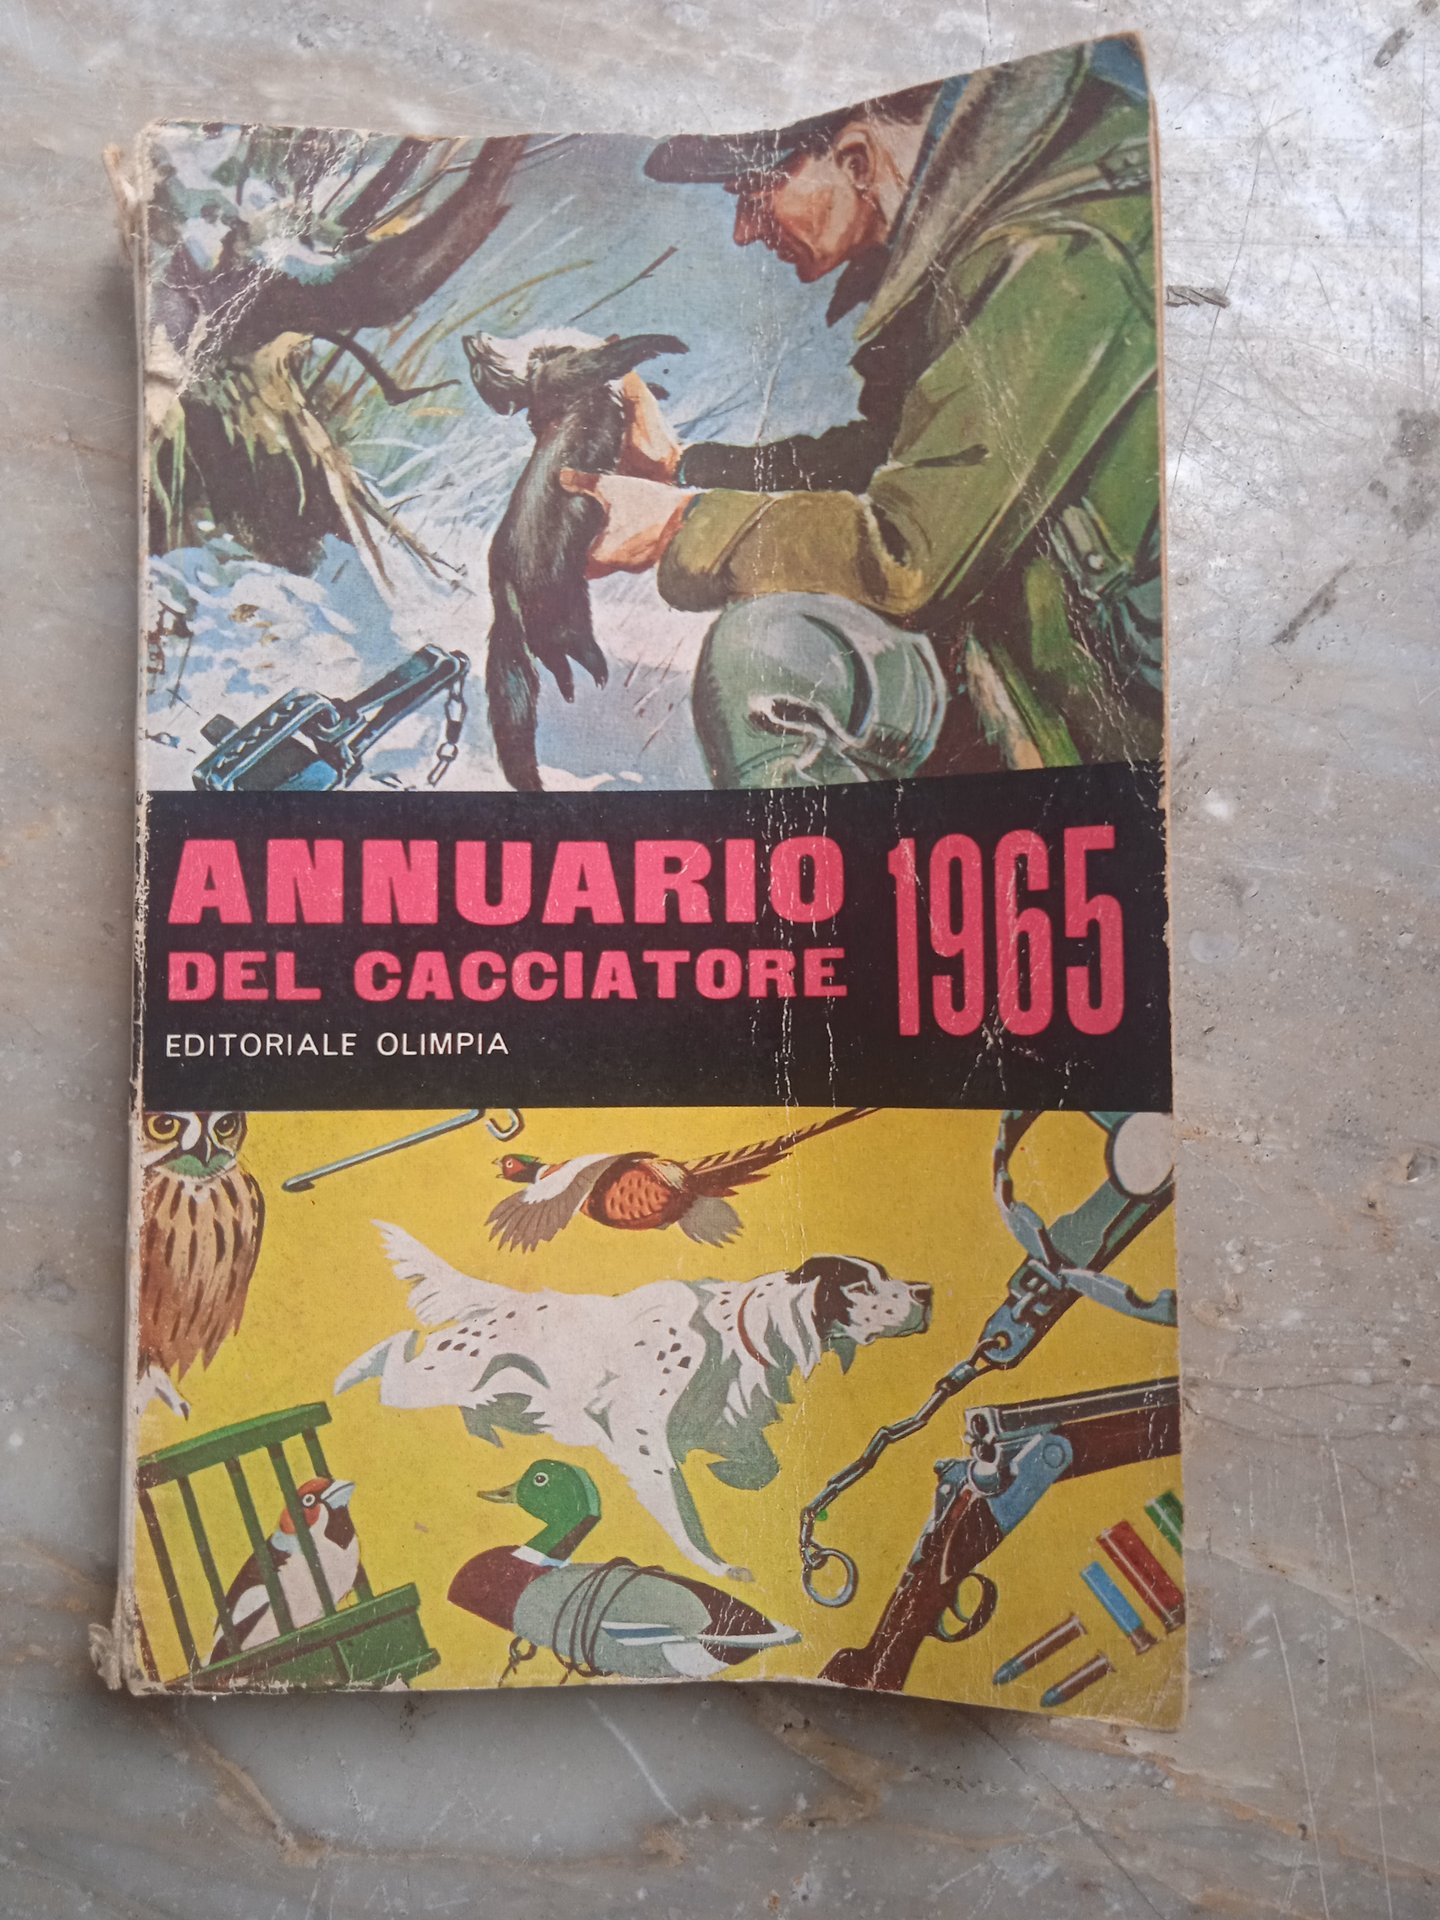 ANNUARIO
DEL CACCIATORE
1965
EDITORIALE OLIMPIA